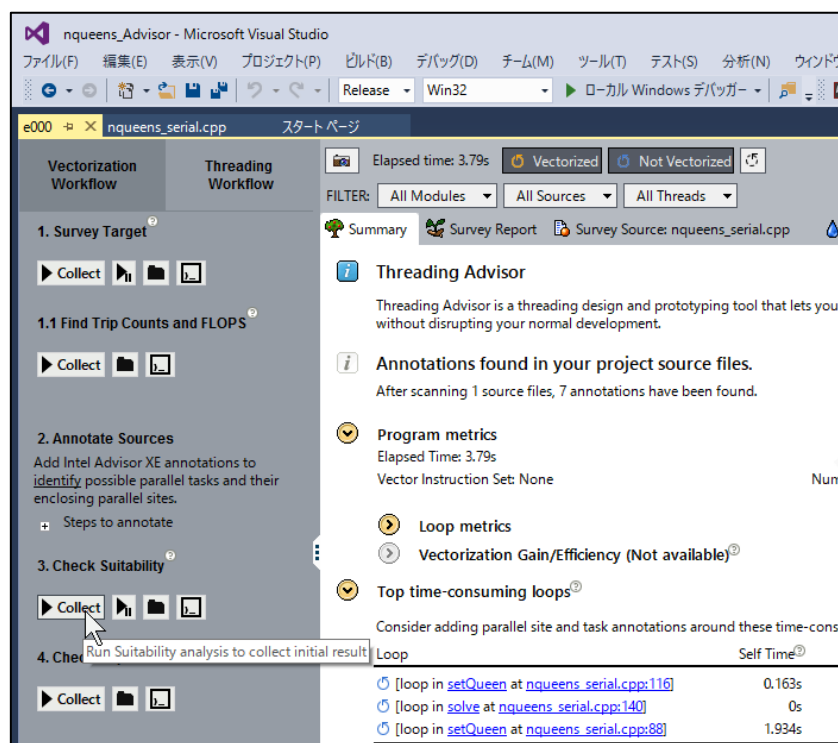 nqueens_Advisor - Microsoft Visual Studio
ファイル(F) 編集(E) 表示(V) プロジェクト(P) ビルド(B) デバッグ(D) チーム(M) ツール(T) テスト(S) 分析(N) ウィンドウ
Release Win32 ローカル Windows デバッガー
e000 nqueens_serial.cpp スタート ページ
Vectorization Workflow
Threading Workflow
Elapsed time: 3.79s Vectorized Not Vectorized
FILTER: All Modules All Sources All Threads
Summary Survey Report Survey Source: nqueens_serial.cpp
1. Survey Target
Collect
1.1 Find Trip Counts and FLOPS
Collect
2. Annotate Sources
Add Intel Advisor XE annotations to
identify possible parallel tasks and their
enclosing parallel sites.
Steps to annotate
3. Check Suitability
Collect
Run Suitability analysis to collect initial result
4. Chec
Collect
Threading Advisor
Threading Advisor is a threading design and prototyping tool that lets you
without disrupting your normal development.
Annotations found in your project source files.
After scanning 1 source files, 7 annotations have been found.
Program metrics
Elapsed Time: 3.79s
Vector Instruction Set: None Num
Loop metrics
Vectorization Gain/Efficiency (Not available)
Top time-consuming loops
Consider adding parallel site and task annotations around these time-cons
Loop Self Time
[loop in setQueen at nqueens_serial.cpp:116] 0.163s
[loop in solve at nqueens_serial.cpp:140] 0s
[loop in setQueen at nqueens_serial.cpp:88] 1.934s